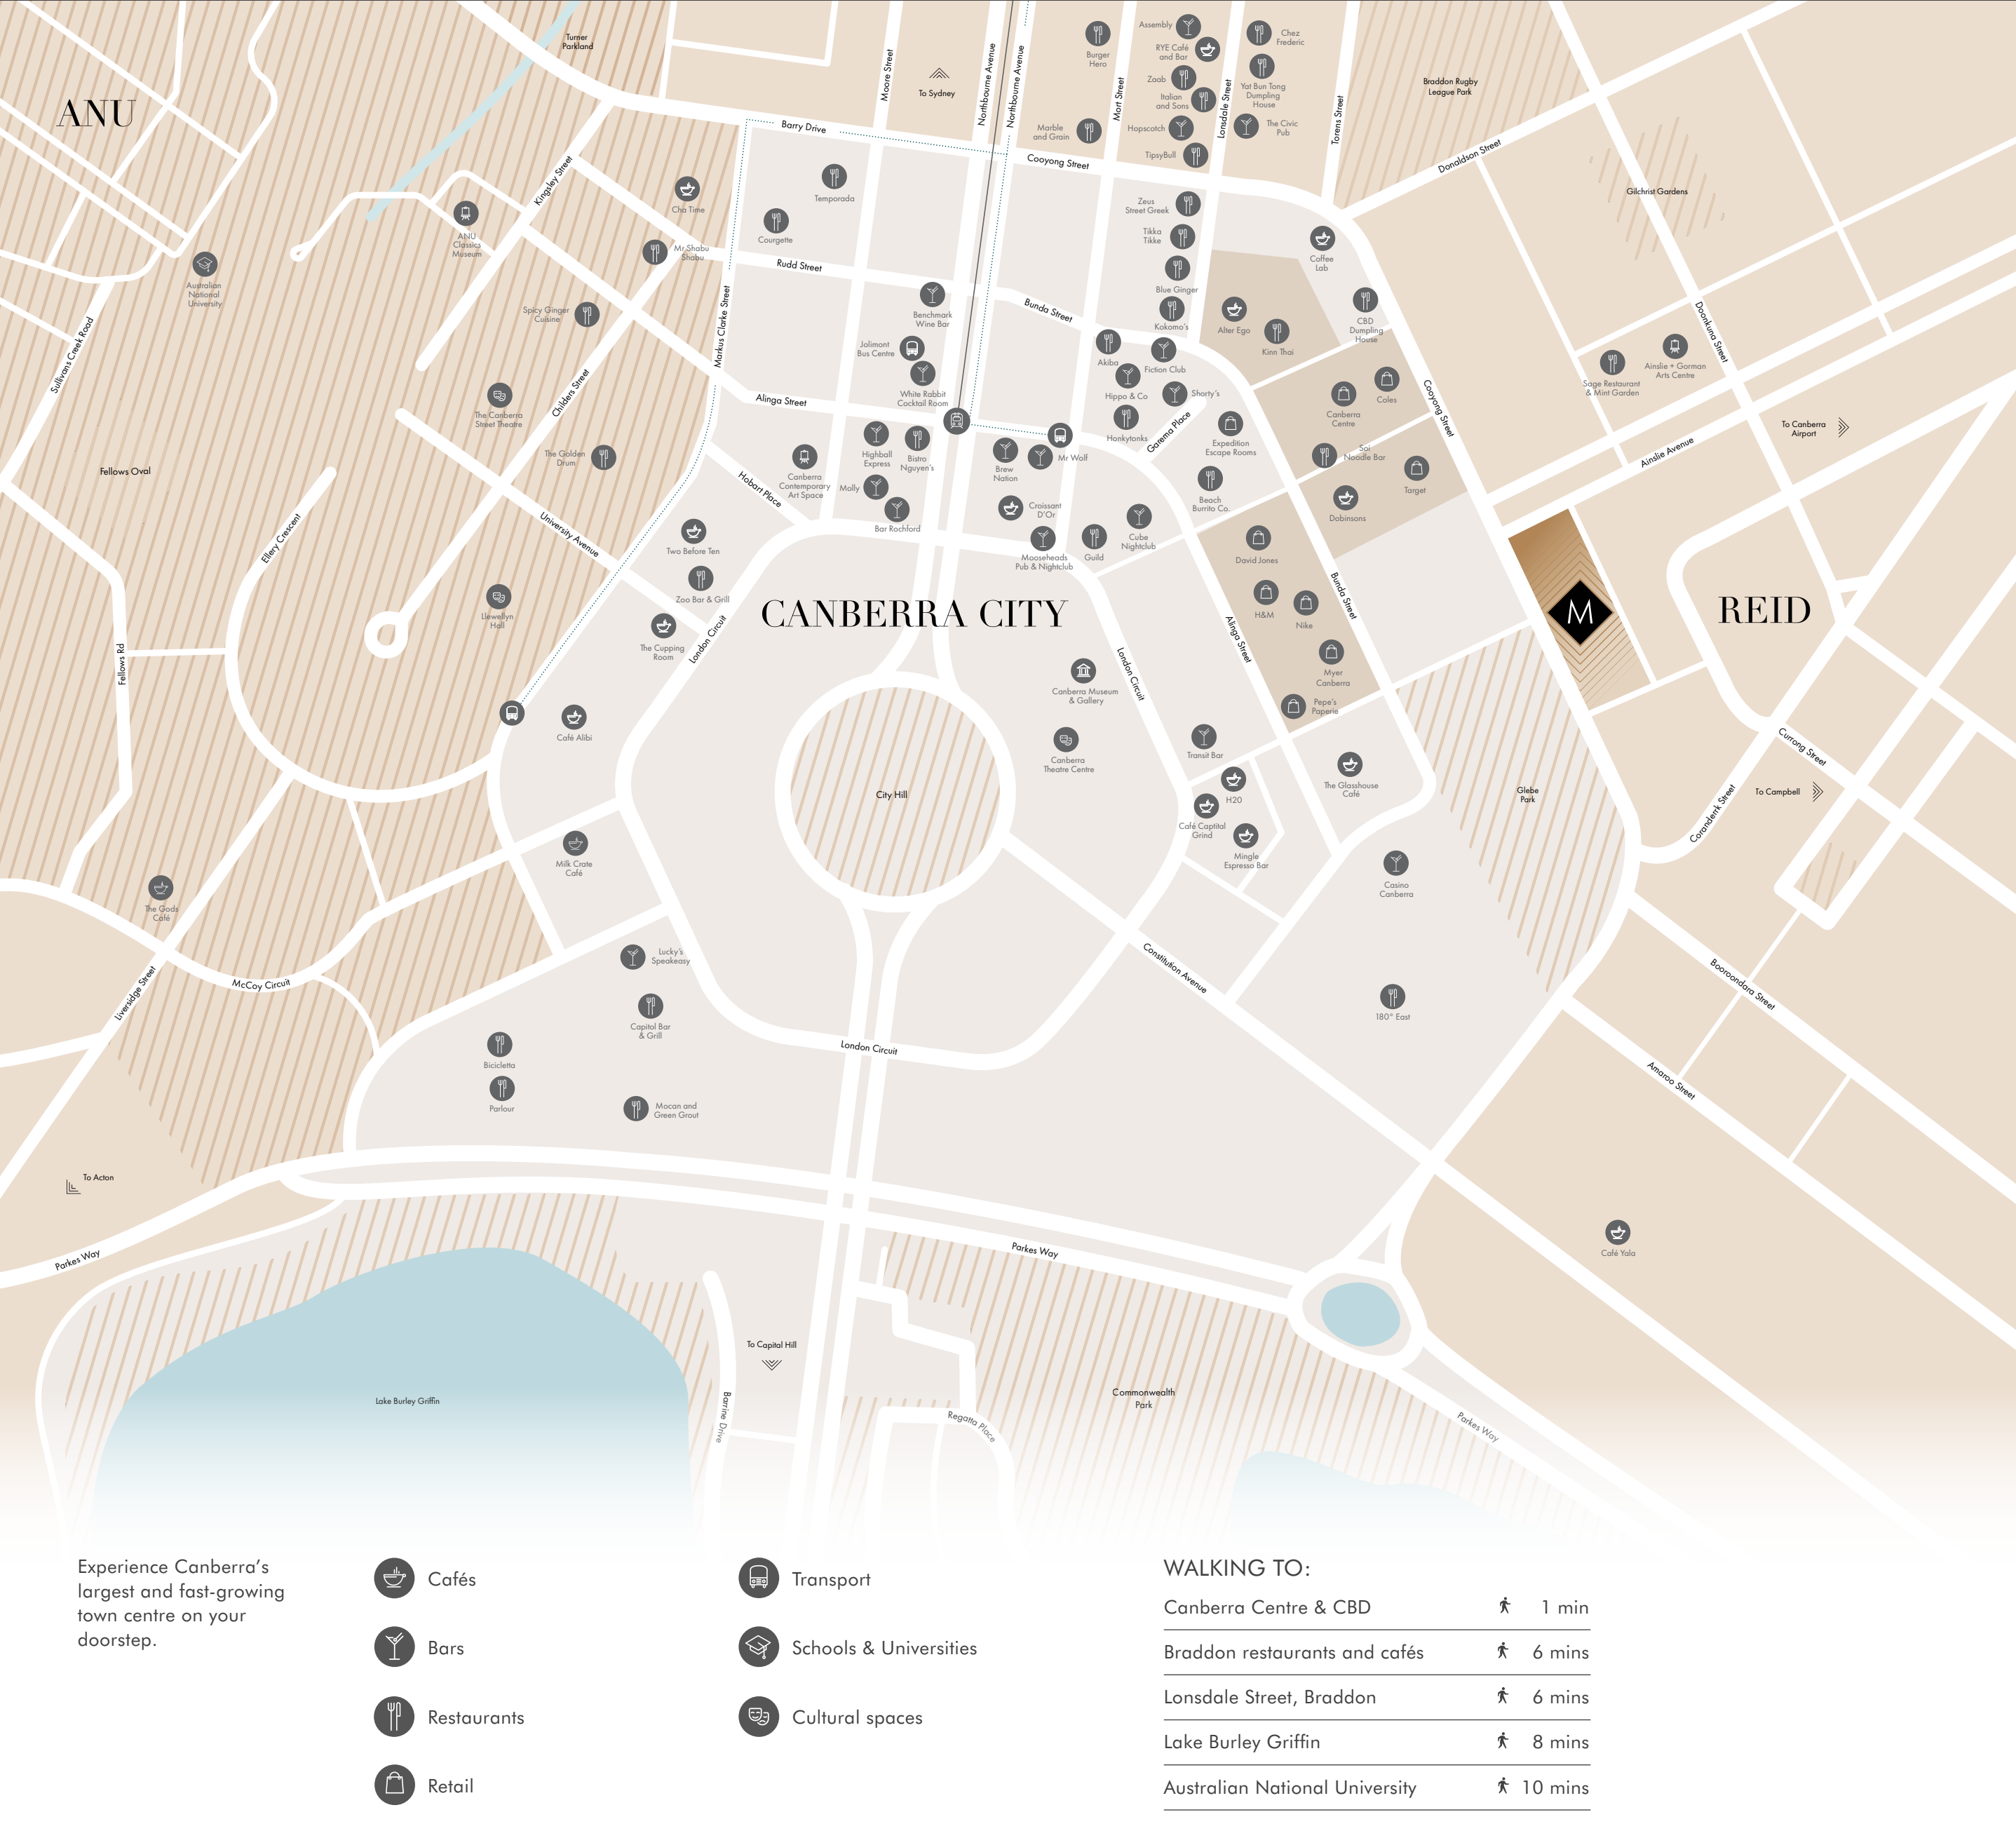 Turner
Parkland
ANU
Moore Street
Northbourne Avenue
Northbourne Avenue
To Sydney
Burger
Hero
Mort Street
Assembly
RYE Café
and Bar
Zaab
Italian
and Sons
Hopscotch
TipsyBull
Marble
and Grain
Lonsdale Street
Chez
Frederic
Yat Bun Tong
Dumpling
House
The Civic
Pub
Torens Street
Braddon Rugby
League Park
Donaldson Street
Gilchrist Gardens
Barry Drive
Cooyong Street
Kingsley Street
Temporada
Courgette
Cha Time
Mr Shabu
Shabu
ANU
Classics
Museum
Australian
National
University
Rudd Street
Bunda Street
Zeus
Street Greek
Tikka
Tikke
Blue Ginger
Kokomo's
Coffee
Lab
CBD
Dumpling
House
Alter Ego
Kinn Thai
Spicy Ginger
Cuisine
Sullivans Creek Road
Markus Clarke Street
Benchmark
Wine Bar
Jolimont
Bus Centre
White Rabbit
Cocktail Room
Akiba
Fiction Club
Hippo & Co
Shorty's
Honkytonks
Garema Place
Expedition
Escape Rooms
Canberra
Centre
Coles
Cooyong Street
Doonkuna Street
Sage Restaurant
& Mint Garden
Ainslie + Gorman
Arts Centre
To Canberra
Airport
Ainslie Avenue
The Canberra
Street Theatre
Childers Street
Alinga Street
The Golden
Drum
Fellows Oval
Canberra
Contemporary
Art Space
Highball
Express
Bistro
Nguyen's
Brew
Nation
Mr Wolf
Molly
Bar Rochford
Croissant
D'Or
Mooseheads
Pub & Nightclub
Guild
Cube
Nightclub
Beach
Burrito Co.
Soi
Noodle Bar
Target
Dobinsons
Hobart Place
University Avenue
Ellery Crescent
Two Before Ten
Zoo Bar & Grill
David Jones
H&M
Nike
Myer
Canberra
Pepe's
Paperie
Bunda Street
Alinga Street
Llewellyn
Hall
The Cupping
Room
London Circuit
CANBERRA CITY
M
REID
Fellows Rd
London Circuit
Canberra Museum
& Gallery
Canberra
Theatre Centre
Café Alibi
Transit Bar
H20
Café Captital
Grind
Mingle
Espresso Bar
The Glasshouse
Café
Glebe
Park
Currong Street
To Campbell
Coranderrk Street
City Hill
Milk Crate
Café
The Gods
Café
Casino
Canberra
Lucky's
Speakeasy
McCoy Circuit
Liversidge Street
Constitution Avenue
Booroondara Street
180° East
Capitol Bar
& Grill
Bicicletta
Parlour
London Circuit
Mocan and
Green Grout
Amaroo Street
To Acton
Parkes Way
Parkes Way
Café Yala
To Capital Hill
Lake Burley Griffin
Barrine Drive
Regatta Place
Commonwealth
Park
Parkes Way
Experience Canberra's
largest and fast-growing
town centre on your
doorstep.
Cafés
Bars
Restaurants
Retail
Transport
Schools & Universities
Cultural spaces
WALKING TO:
Canberra Centre & CBD 1 min
Braddon restaurants and cafés 6 mins
Lonsdale Street, Braddon 6 mins
Lake Burley Griffin 8 mins
Australian National University 10 mins